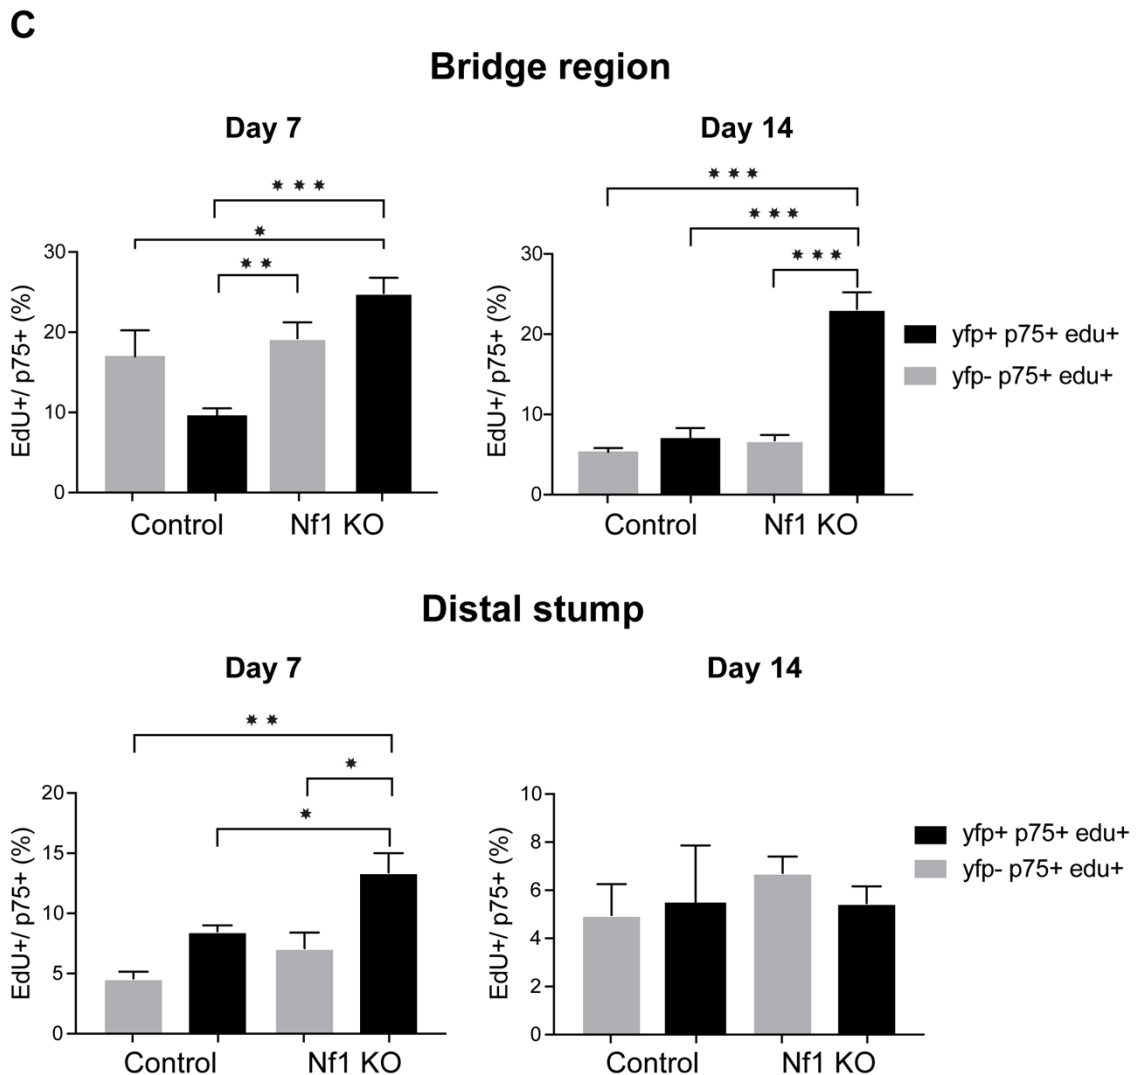 C
Bridge region
Day 7
Day 14
* * *
*
* *
* * *
* * *
* * *
EdU+/ p75+ (%)
30
20
10
0
Control
Nf1 KO
EdU+/ p75+ (%)
30
20
10
0
Control
Nf1 KO
yfp+ p75+ edu+
yfp- p75+ edu+
Distal stump
Day 7
Day 14
* *
*
*
EdU+/ p75+ (%)
20
15
10
5
0
Control
Nf1 KO
EdU+/ p75+ (%)
10
8
6
4
2
0
Control
Nf1 KO
yfp+ p75+ edu+
yfp- p75+ edu+